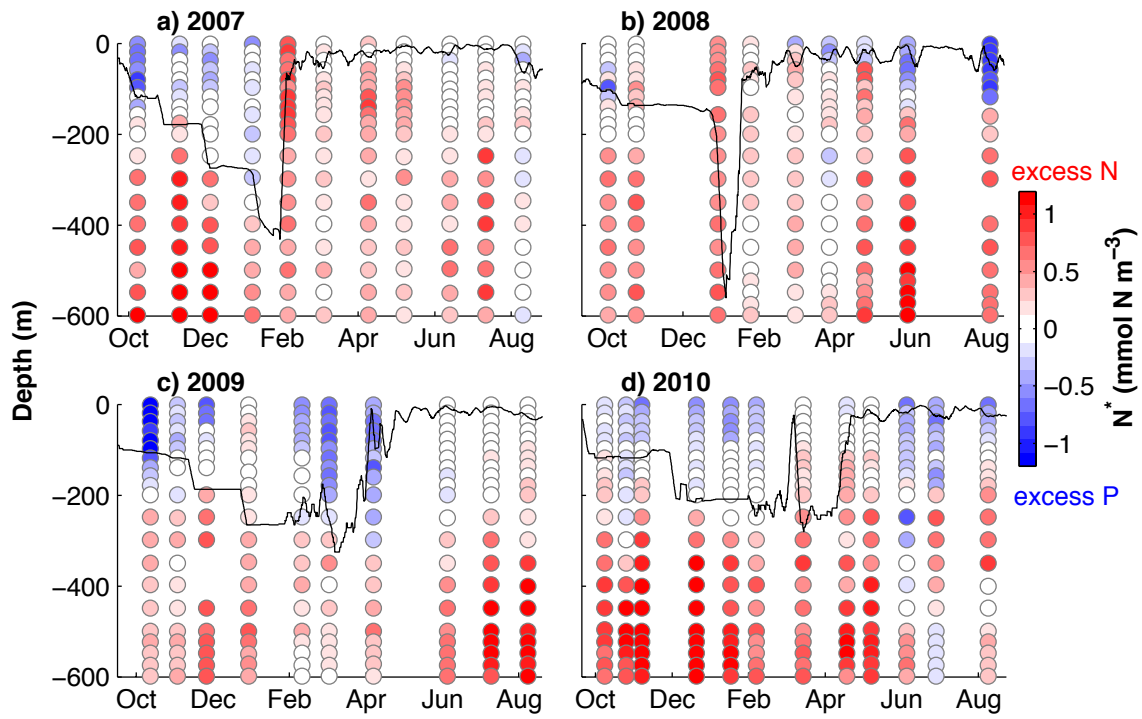 a) 2007
b) 2008
0
−200
−400
−600
Oct Dec Feb Apr Jun Aug
Oct Dec Feb Apr Jun Aug
Depth (m)
c) 2009
d) 2010
0
−200
−400
−600
Oct Dec Feb Apr Jun Aug
Oct Dec Feb Apr Jun Aug
excess N
1
0.5
0
−0.5
−1
excess P
N* (mmol N m−3)